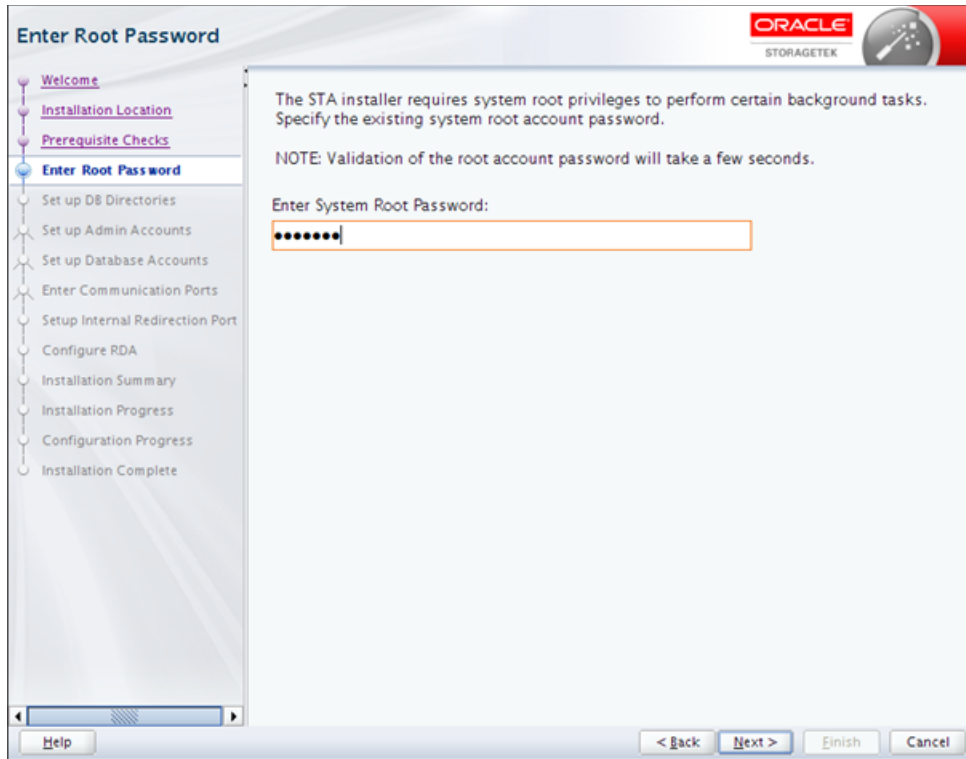 Enter Root Password
ORACLE
STORAGETEK
Welcome
Installation Location
Prerequisite Checks
Enter Root Password
Set up DB Directories
Set up Admin Accounts
Set up Database Accounts
Enter Communication Ports
Setup Internal Redirection Port
Configure RDA
Installation Summary
Installation Progress
Configuration Progress
Installation Complete
The STA installer requires system root privileges to perform certain background tasks.
Specify the existing system root account password.
NOTE: Validation of the root account password will take a few seconds.
Enter System Root Password:
•••••••
Help
< Back
Next >
Finish
Cancel